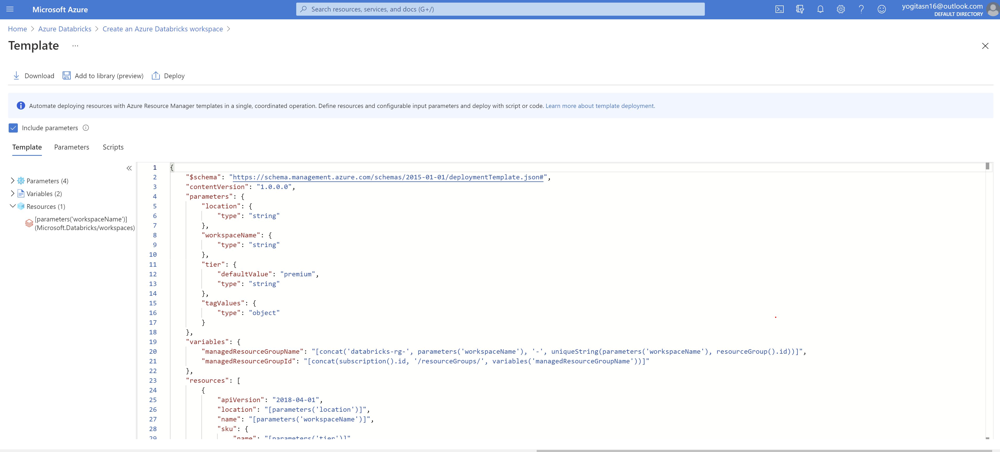 Microsoft Azure
Search resources, services, and docs (G+/)
yogitasn16@outlook.com
DEFAULT DIRECTORY
Home > Azure Databricks > Create an Azure Databricks workspace >
Template ...
Download Add to library (preview) Deploy
Automate deploying resources with Azure Resource Manager templates in a single, coordinated operation. Define resources and configurable input parameters and deploy with script or code. Learn more about template deployment.
Include parameters
Template Parameters Scripts
Parameters (4)
Variables (2)
Resources (1)
[parameters('workspaceName')]
(Microsoft.Databricks/workspaces)
1 {
2 "$schema": "https://schema.management.azure.com/schemas/2015-01-01/deploymentTemplate.json#",
3 "contentVersion": "1.0.0.0",
4 "parameters": {
5 "location": {
6 "type": "string"
7 },
8 "workspaceName": {
9 "type": "string"
10 },
11 "tier": {
12 "defaultValue": "premium",
13 "type": "string"
14 },
15 "tagValues": {
16 "type": "object"
17 }
18 },
19 "variables": {
20 "managedResourceGroupName": "[concat('databricks-rg-', parameters('workspaceName'), '-', uniqueString(parameters('workspaceName'), resourceGroup().id))]",
21 "managedResourceGroupId": "[concat(subscription().id, '/resourceGroups/', variables('managedResourceGroupName'))]"
22 },
23 "resources": [
24 {
25 "apiVersion": "2018-04-01",
26 "location": "[parameters('location')]",
27 "name": "[parameters('workspaceName')]",
28 "sku": {
29 "name": "[parameters('tier')]"